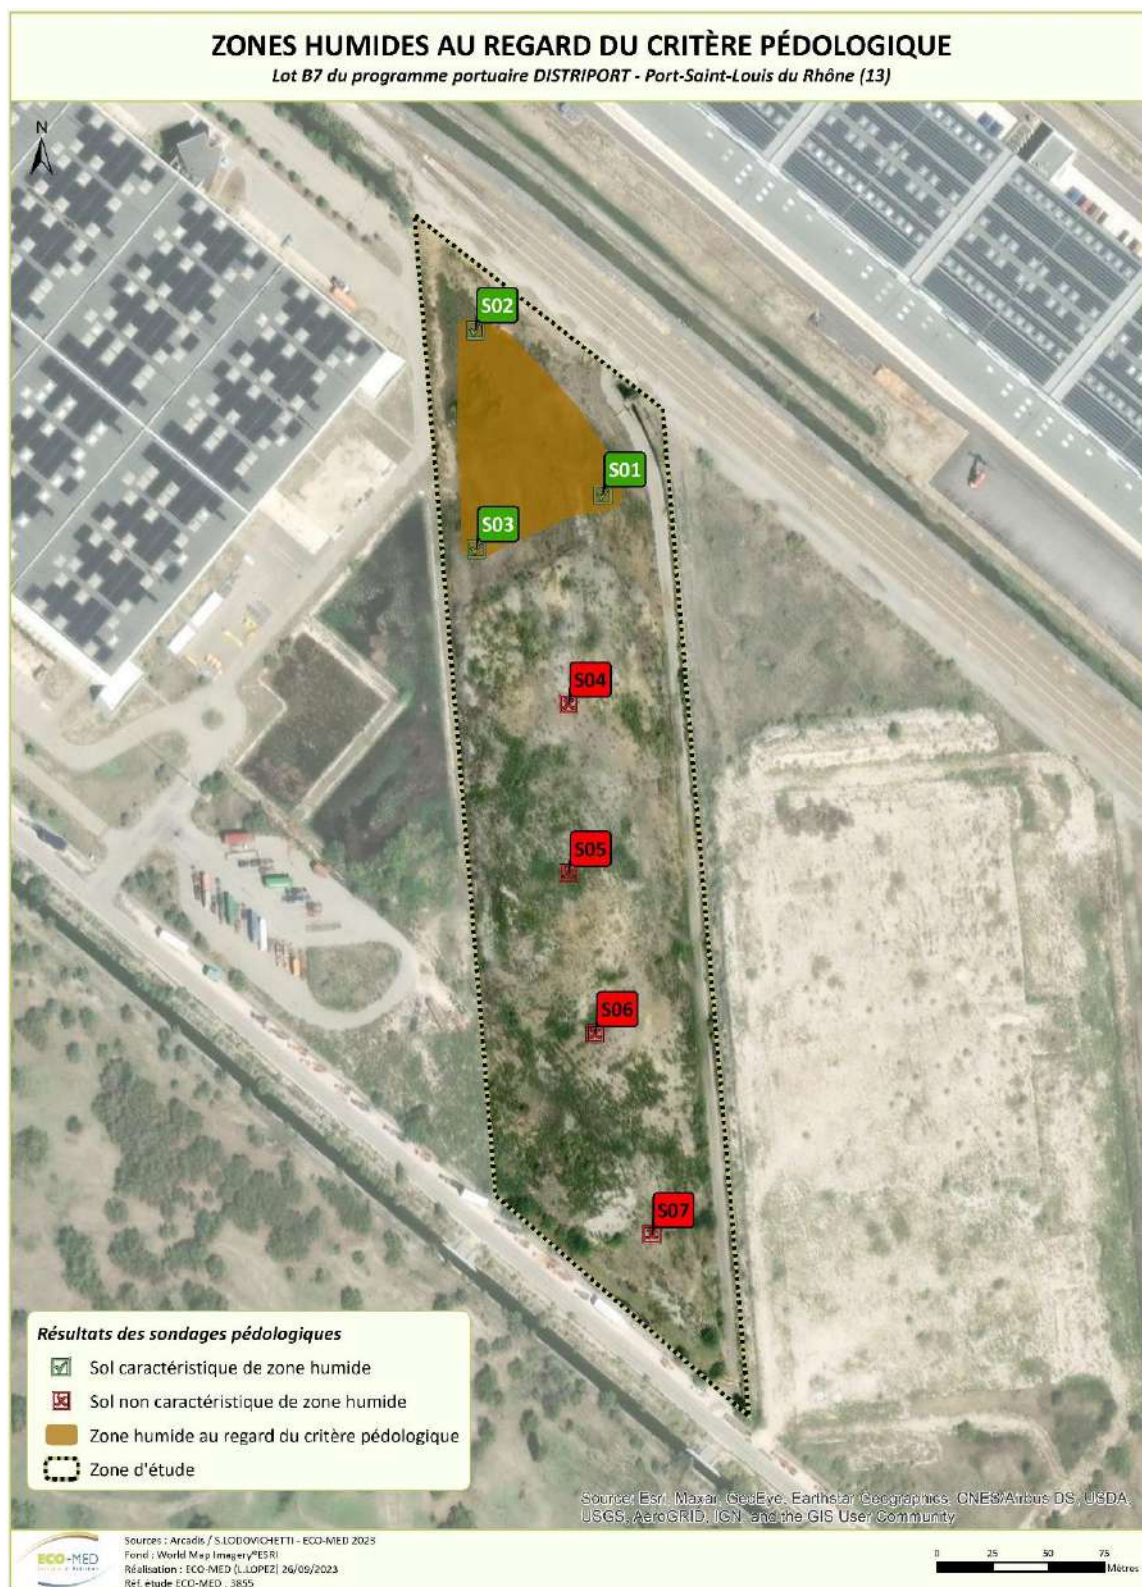 ZONES HUMIDES AU REGARD DU CRITÈRE PÉDOLOGIQUE
Lot B7 du programme portuaire DISTRIPORT - Port-Saint-Louis du Rhône (13)
N
S02
S01
S03
S04
S05
S06
S07
Résultats des sondages pédologiques
Sol caractéristique de zone humide
Sol non caractéristique de zone humide
Zone humide au regard du critère pédologique
Zone d'étude
Source: Esri, Maxar, GeoEye, Earthstar Geographics, CNES/Airbus DS, USDA,
USGS, AeroGRID, IGN, and the GIS User Community
ECO-MED
Sources : Arcadis / S.LODOVICHETTI - ECO-MED 2023
Fond : World Map Imagery®ESRI
Réalisation : ECO-MED (L.LOPEZ) 26/09/2023
Réf. étude ECO-MED : 3855
0 25 50 75
Mètres